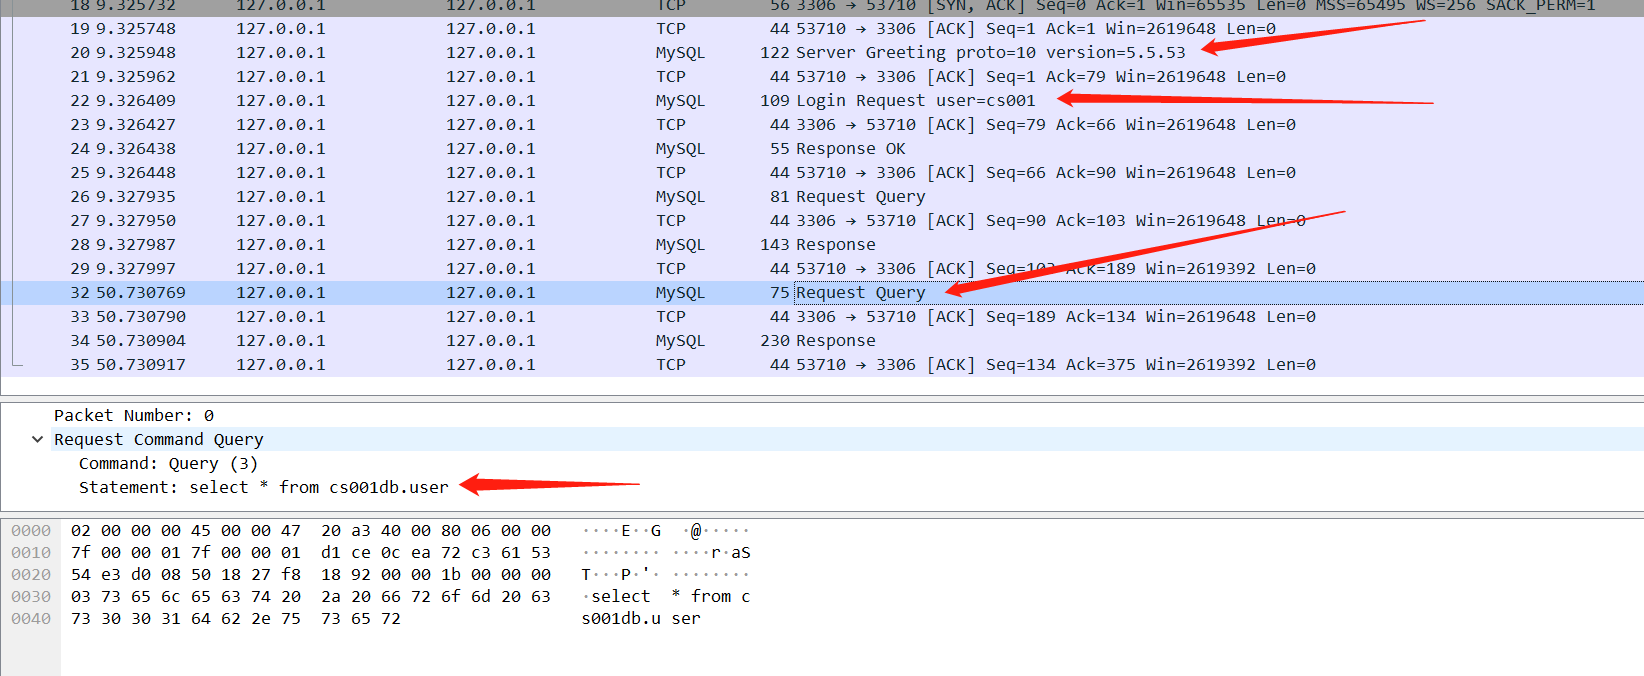 18 9.325732 127.0.0.1 127.0.0.1 TCP 56 3306 → 53710 [SYN, ACK] Seq=0 Ack=1 Win=65535 Len=0 MSS=65495 WS=256 SACK_PERM=1
19 9.325748 127.0.0.1 127.0.0.1 TCP 44 53710 → 3306 [ACK] Seq=1 Ack=1 Win=2619648 Len=0
20 9.325948 127.0.0.1 127.0.0.1 MySQL 122 Server Greeting proto=10 version=5.5.53
21 9.325962 127.0.0.1 127.0.0.1 TCP 44 53710 → 3306 [ACK] Seq=1 Ack=79 Win=2619648 Len=0
22 9.326409 127.0.0.1 127.0.0.1 MySQL 109 Login Request user=cs001
23 9.326427 127.0.0.1 127.0.0.1 TCP 44 3306 → 53710 [ACK] Seq=79 Ack=66 Win=2619648 Len=0
24 9.326438 127.0.0.1 127.0.0.1 MySQL 55 Response OK
25 9.326448 127.0.0.1 127.0.0.1 TCP 44 53710 → 3306 [ACK] Seq=66 Ack=90 Win=2619648 Len=0
26 9.327935 127.0.0.1 127.0.0.1 MySQL 81 Request Query
27 9.327950 127.0.0.1 127.0.0.1 TCP 44 3306 → 53710 [ACK] Seq=90 Ack=103 Win=2619648 Len=0
28 9.327987 127.0.0.1 127.0.0.1 MySQL 143 Response
29 9.327997 127.0.0.1 127.0.0.1 TCP 44 53710 → 3306 [ACK] Seq=103 Ack=189 Win=2619392 Len=0
32 50.730769 127.0.0.1 127.0.0.1 MySQL 75 Request Query
33 50.730790 127.0.0.1 127.0.0.1 TCP 44 3306 → 53710 [ACK] Seq=189 Ack=134 Win=2619648 Len=0
34 50.730904 127.0.0.1 127.0.0.1 MySQL 230 Response
35 50.730917 127.0.0.1 127.0.0.1 TCP 44 53710 → 3306 [ACK] Seq=134 Ack=375 Win=2619392 Len=0
Packet Number: 0
Request Command Query
Command: Query (3)
Statement: select * from cs001db.user
0000 02 00 00 00 45 00 00 47 20 a3 40 00 80 06 00 00 ····E··G ·@·····
0010 7f 00 00 01 7f 00 00 01 d1 ce 0c ea 72 c3 61 53 ········ ····r·aS
0020 54 e3 d0 08 50 18 27 f8 18 92 00 00 1b 00 00 00 T···P·'· ········
0030 03 73 65 6c 65 63 74 20 2a 20 66 72 6f 6d 20 63 ·select * from c
0040 73 30 30 31 64 62 2e 75 73 65 72 s001db.u ser